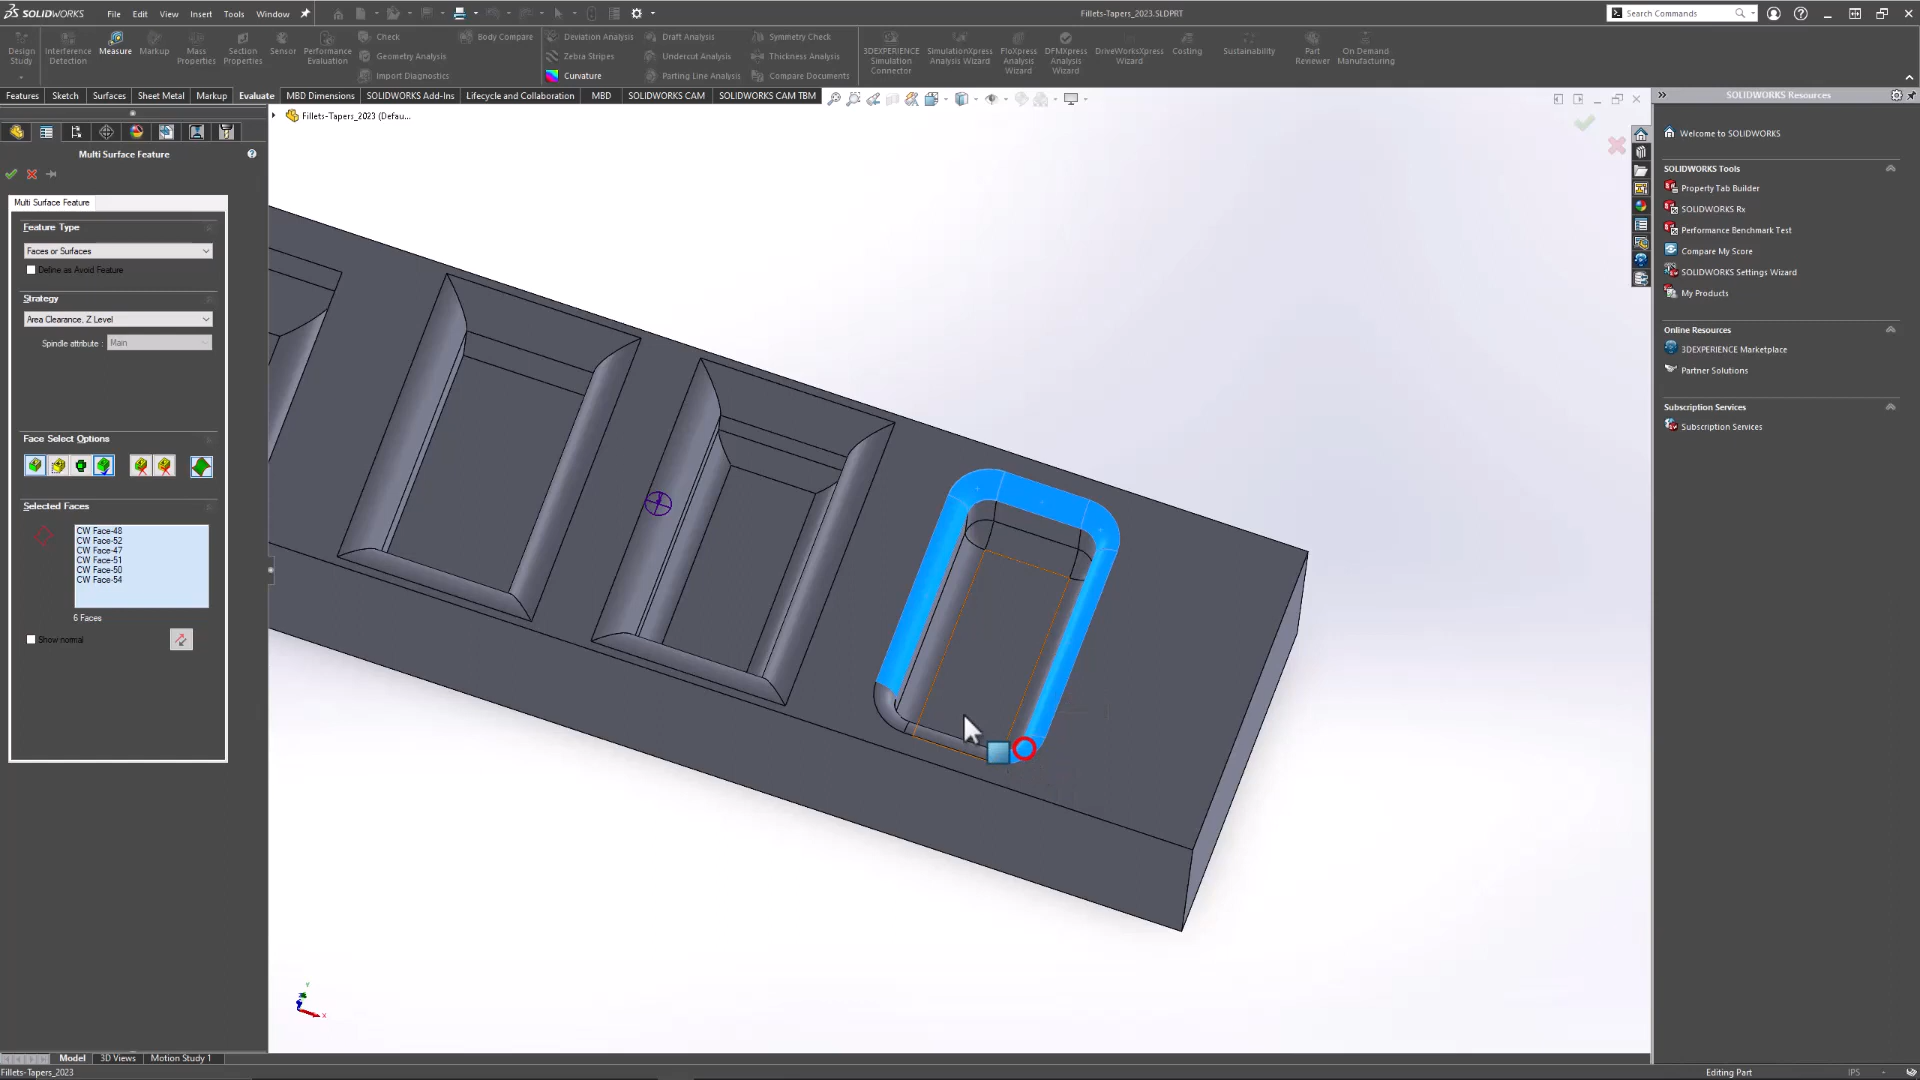 SOLIDWORKS File Edit View Insert Tools Window Fillets-Tapers_2023.SLDPRT Search Commands
Design Study
Interference Detection
Measure
Markup
Mass Properties
Section Properties
Sensor
Performance Evaluation
Check
Geometry Analysis
Import Diagnostics
Body Compare
Deviation Analysis
Zebra Stripes
Curvature
Draft Analysis
Undercut Analysis
Parting Line Analysis
Symmetry Check
Thickness Analysis
Compare Documents
3DEXPERIENCE Simulation Connector
SimulationXpress Analysis Wizard
FloXpress Analysis Wizard
DFMXpress Analysis Wizard
DriveWorksXpress Wizard
Costing
Sustainability
Part Reviewer
On Demand Manufacturing
Features Sketch Surfaces Sheet Metal Markup Evaluate MBD Dimensions SOLIDWORKS Add-Ins Lifecycle and Collaboration MBD SOLIDWORKS CAM SOLIDWORKS CAM TBM
Fillets-Tapers_2023 (Defau...
Multi Surface Feature
Multi Surface Feature
Feature Type
Faces or Surfaces
Define as Avoid Feature
Strategy
Area Clearance, Z Level
Spindle attribute : Main
Face Select Options
Selected Faces
CW Face-48
CW Face-52
CW Face-47
CW Face-51
CW Face-50
CW Face-54
6 Faces
Show normal
SOLIDWORKS Resources
Welcome to SOLIDWORKS
SOLIDWORKS Tools
Property Tab Builder
SOLIDWORKS Rx
Performance Benchmark Test
Compare My Score
SOLIDWORKS Settings Wizard
My Products
Online Resources
3DEXPERIENCE Marketplace
Partner Solutions
Subscription Services
Subscription Services
Y
X
Model 3D Views Motion Study 1
Fillets-Tapers_2023 Editing Part IPS